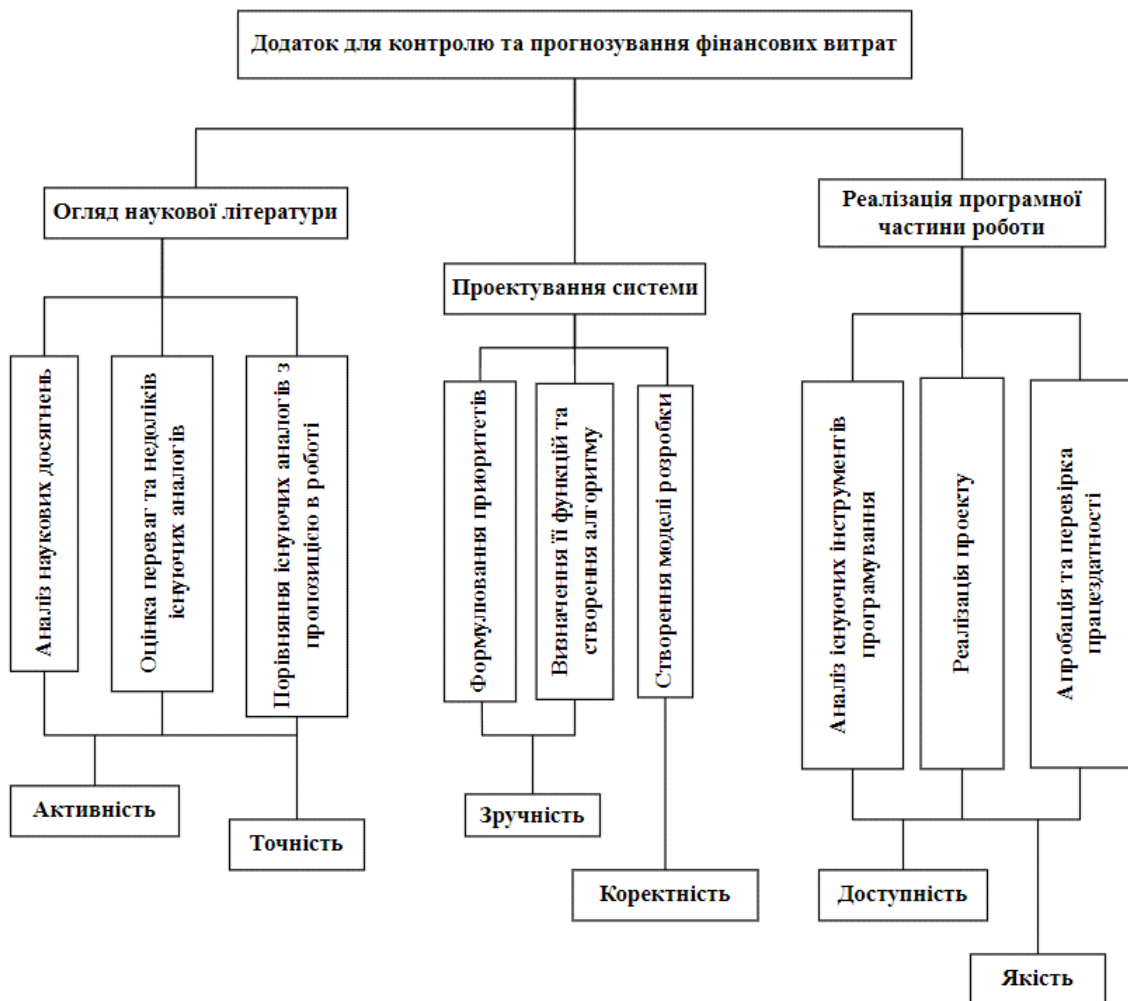 Додаток для контролю та прогнозування фінансових витрат
Огляд наукової літератури
Реалізація програмної
частини роботи
Проектування системи
Аналіз наукових досягнень
Оцінка переваг та недоліків
існуючих аналогів
Порівняння існуючих аналогів з
пропозицією в роботі
Формулювання приоритетів
Визначення її функцій та
створення алгоритму
Створення моделі розробки
Аналіз існуючих інструментів
програмування
Реалізація проекту
Апробація та перевірка
працездатності
Активність
Точність
Зручність
Коректність
Доступність
Якість